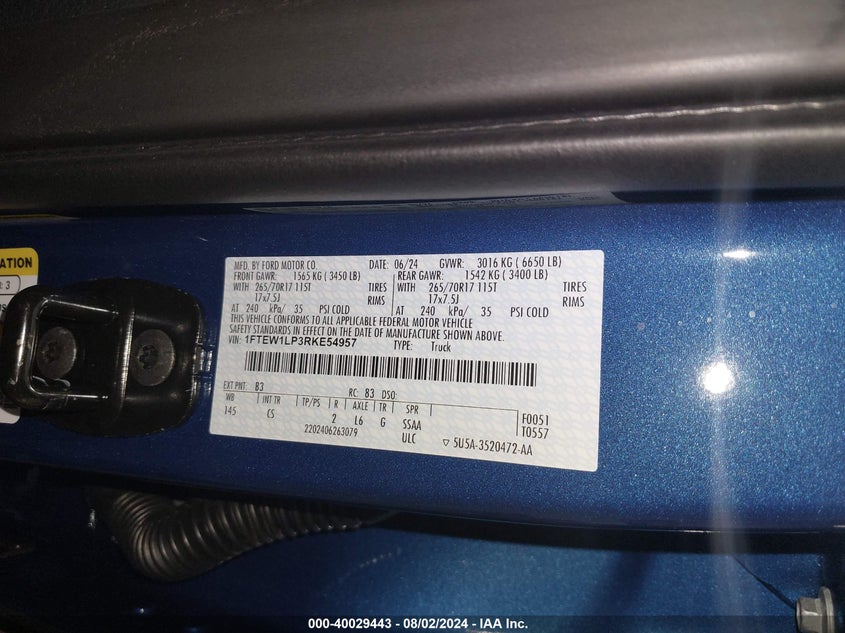 MFD. BY FORD MOTOR CO. DATE: 06/24 GVWR: 3016 KG ( 6650 LB)
FRONT GAWR: 1565 KG ( 3450 LB) REAR GAWR: 1542 KG ( 3400 LB)
WITH 265/70R17 115T TIRES WITH 265/70R17 115T TIRES
17x7.5J RIMS 17x7.5J RIMS
AT 240 kPa/ 35 PSI COLD AT 240 kPa/ 35 PSI COLD
THIS VEHICLE CONFORMS TO ALL APPLICABLE FEDERAL MOTOR VEHICLE
SAFETY STANDARDS IN EFFECT ON THE DATE OF MANUFACTURE SHOWN ABOVE.
VIN: 1FTEW1LP3RKE54957 TYPE: Truck
EXT PNT: B3 RC: 83 DSO:
WB INT TR TP/PS R AXLE TR SPR
145 CS 2 L6 G SSAA
2202406263079 ULC
F0051
T0557
▽ 5U5A-3520472-AA
ATION
: 3
000-40029443 - 08/02/2024 - IAA Inc.